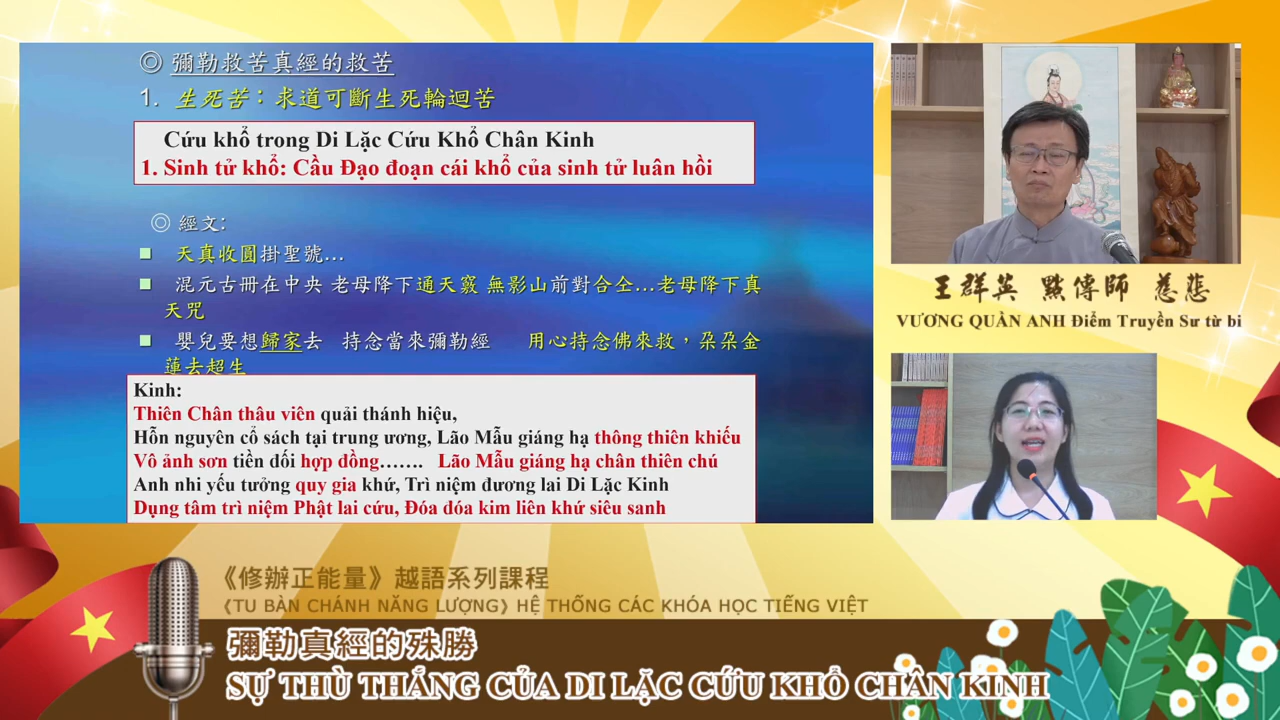 ◎ 彌勒救苦真經的救苦
1. 生死苦：求道可斷生死輪迴苦
Cứu khổ trong Di Lặc Cứu Khổ Chân Kinh
1. Sinh tử khổ: Cầu Đạo đoạn cái khổ của sinh tử luân hồi
◎ 經文:
天真收圓掛聖號...
混元古冊在中央 老母降下通天竅 無影山前對合仝...老母降下真
天咒
嬰兒要想歸家去 持念當來彌勒經 用心持念佛來救，朵朵金
蓮去超生
Kinh:
Thiên Chân thâu viên quải thánh hiệu,
Hỗn nguyên cổ sách tại trung ương, Lão Mẫu giáng hạ thông thiên khiếu
Vô ảnh sơn tiền đối hợp đồng……. Lão Mẫu giáng hạ chân thiên chú
Anh nhi yếu tưởng quy gia khứ, Trì niệm đương lai Di Lặc Kinh
Dụng tâm trì niệm Phật lai cứu, Đóa đóa kim liên khứ siêu sanh
王群英 點傳師 慈悲
VƯƠNG QUẦN ANH Điểm Truyền Sư từ bi
《修辦正能量》越語系列課程
《TU BÀN CHÁNH NĂNG LƯỢNG》HỆ THỐNG CÁC KHÓA HỌC TIẾNG VIỆT
彌勒真經的殊勝
SỰ THÙ THẮNG CỦA DI LẶC CỨU KHỔ CHÂN KINH